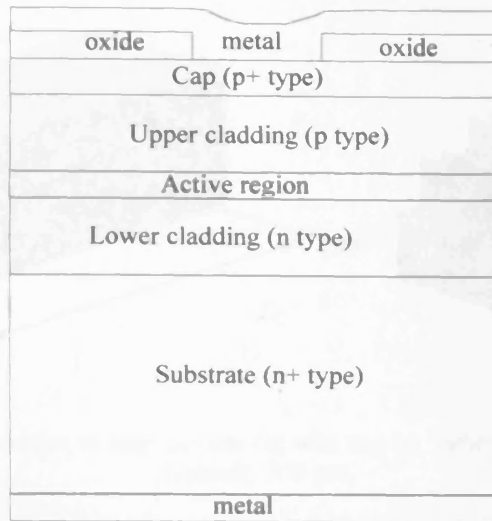 oxide metal oxide
Cap (p+ type)
Upper cladding (p type)
Active region
Lower cladding (n type)
Substrate (n+ type)
metal